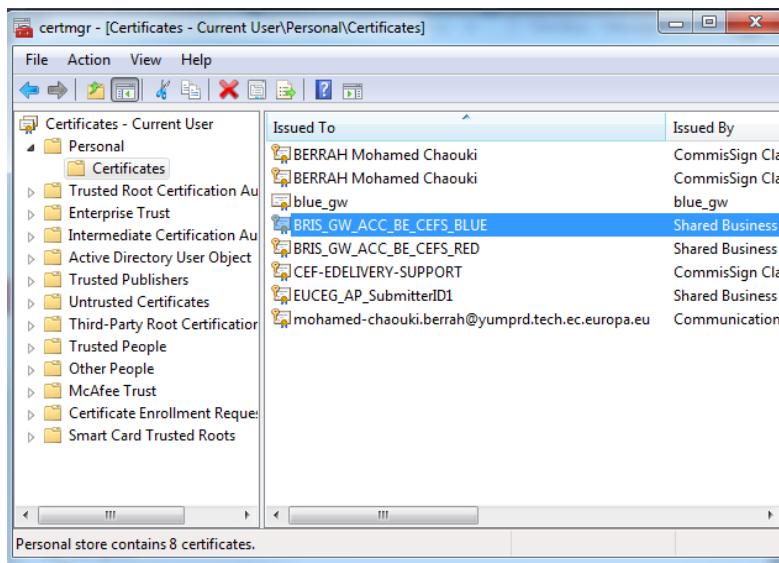 certmgr - [Certificates - Current User\Personal\Certificates]
File Action View Help
Certificates - Current User
Personal
Certificates
Trusted Root Certification Au
Enterprise Trust
Intermediate Certification Au
Active Directory User Object
Trusted Publishers
Untrusted Certificates
Third-Party Root Certification
Trusted People
Other People
McAfee Trust
Certificate Enrollment Reques
Smart Card Trusted Roots
Issued To Issued By
BERRAH Mohamed Chaouki CommisSign Cla
BERRAH Mohamed Chaouki CommisSign Cla
blue_gw blue_gw
BRIS_GW_ACC_BE_CEFS_BLUE Shared Business
BRIS_GW_ACC_BE_CEFS_RED Shared Business
CEF-EDELIVERY-SUPPORT CommisSign Cla
EUCEG_AP_SubmitterID1 Shared Business
mohamed-chaouki.berrah@yumprd.tech.ec.europa.eu Communication
Personal store contains 8 certificates.